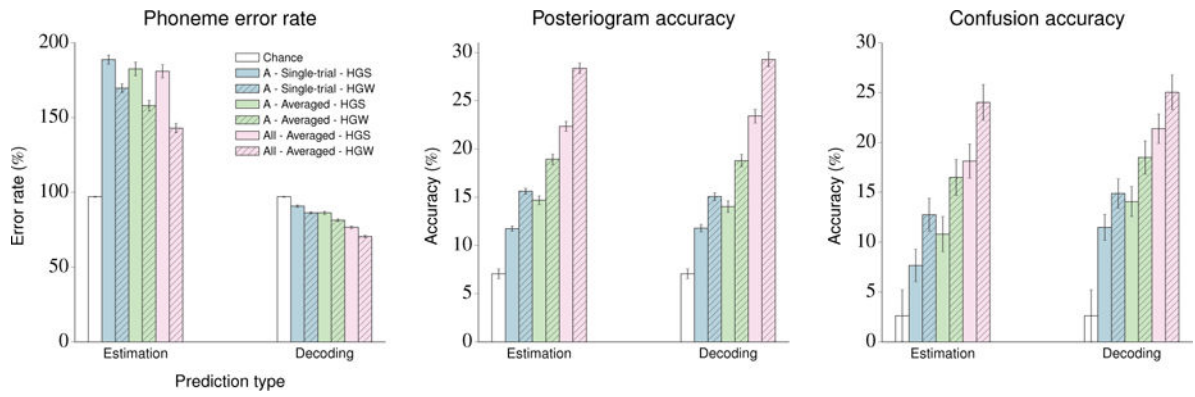 Phoneme error rate
200
150
100
50
0
Error rate (%)
Chance
A - Single-trial - HGS
A - Single-trial - HGW
A - Averaged - HGS
A - Averaged - HGW
All - Averaged - HGS
All - Averaged - HGW
Estimation
Decoding
Prediction type
Posteriogram accuracy
30
25
20
15
10
5
0
Accuracy (%)
Estimation
Decoding
Confusion accuracy
30
25
20
15
10
5
0
Accuracy (%)
Estimation
Decoding